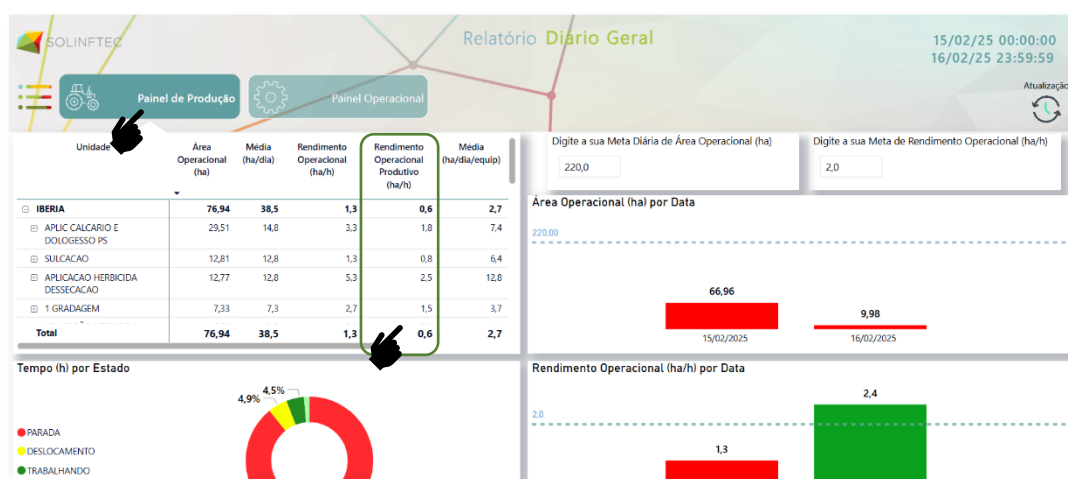 SOLINFTEC
Relatório Diário Geral
15/02/25 00:00:00
16/02/25 23:59:59
Atualização
Painel de Produção
Painel Operacional
Unidade
Área Operacional (ha)
Média (ha/dia)
Rendimento Operacional (ha/h)
Rendimento Operacional Produtivo (ha/h)
Média (ha/dia/equip)
IBERIA 76,94 38,5 1,3 0,6 2,7
APLIC CALCARIO E DOLOGESSO PS 29,51 14,8 3,3 1,8 7,4
SULCACAO 12,81 12,8 1,3 0,8 6,4
APLICACAO HERBICIDA DESSECACAO 12,77 12,8 5,3 2,5 12,8
1 GRADAGEM 7,33 7,3 2,7 1,5 3,7
Total 76,94 38,5 1,3 0,6 2,7
Digite a sua Meta Diária de Área Operacional (ha)
220,0
Digite a sua Meta de Rendimento Operacional (ha/h)
2,0
Área Operacional (ha) por Data
220,00
66,96
9,98
15/02/2025
16/02/2025
Tempo (h) por Estado
4,5%
4,9%
PARADA
DESLOCAMENTO
TRABALHANDO
Rendimento Operacional (ha/h) por Data
2,4
2,0
1,3